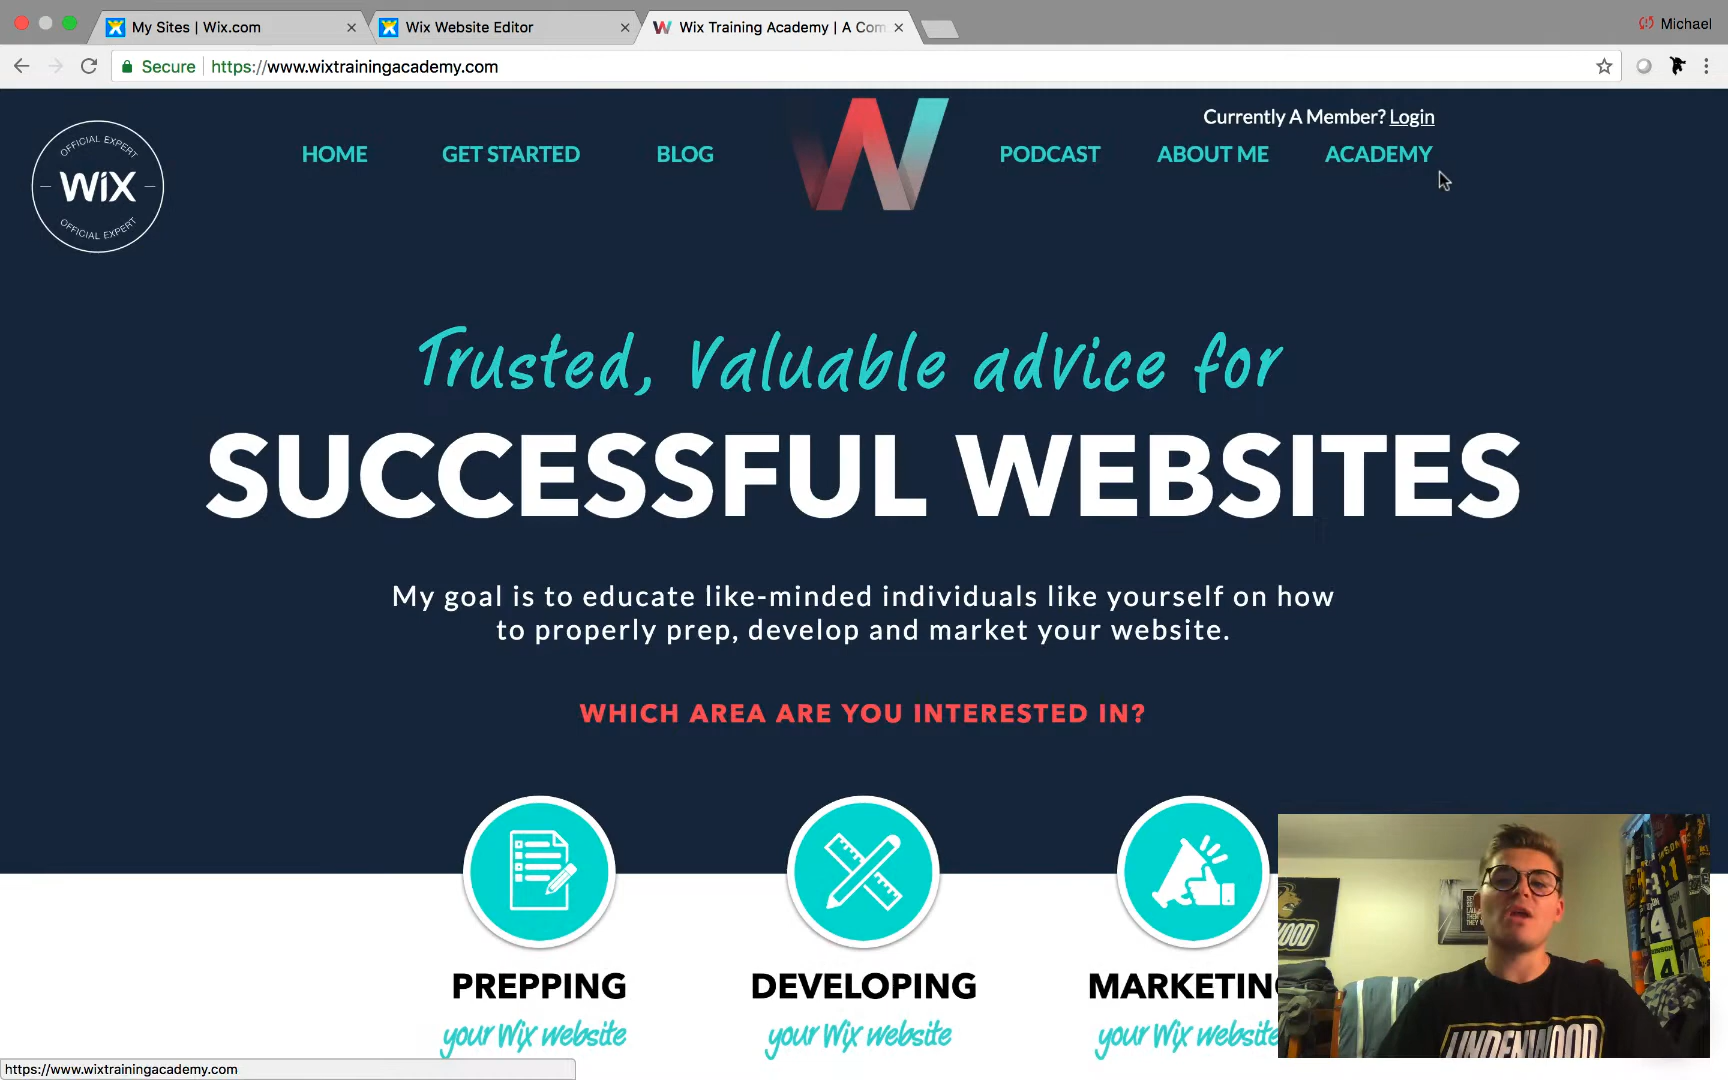 My Sites | Wix.com
Wix Website Editor
Wix Training Academy | A Com
Michael
Secure
https://www.wixtrainingacademy.com
OFFICIAL EXPERT
WiX
OFFICIAL EXPERT
Currently A Member? Login
HOME
GET STARTED
BLOG
W
PODCAST
ABOUT ME
ACADEMY
Trusted, Valuable advice for
SUCCESSFUL WEBSITES
My goal is to educate like-minded individuals like yourself on how
to properly prep, develop and market your website.
WHICH AREA ARE YOU INTERESTED IN?
PREPPING
your Wix website
DEVELOPING
your Wix website
MARKETING
your Wix website
LINDENWOOD
https://www.wixtrainingacademy.com